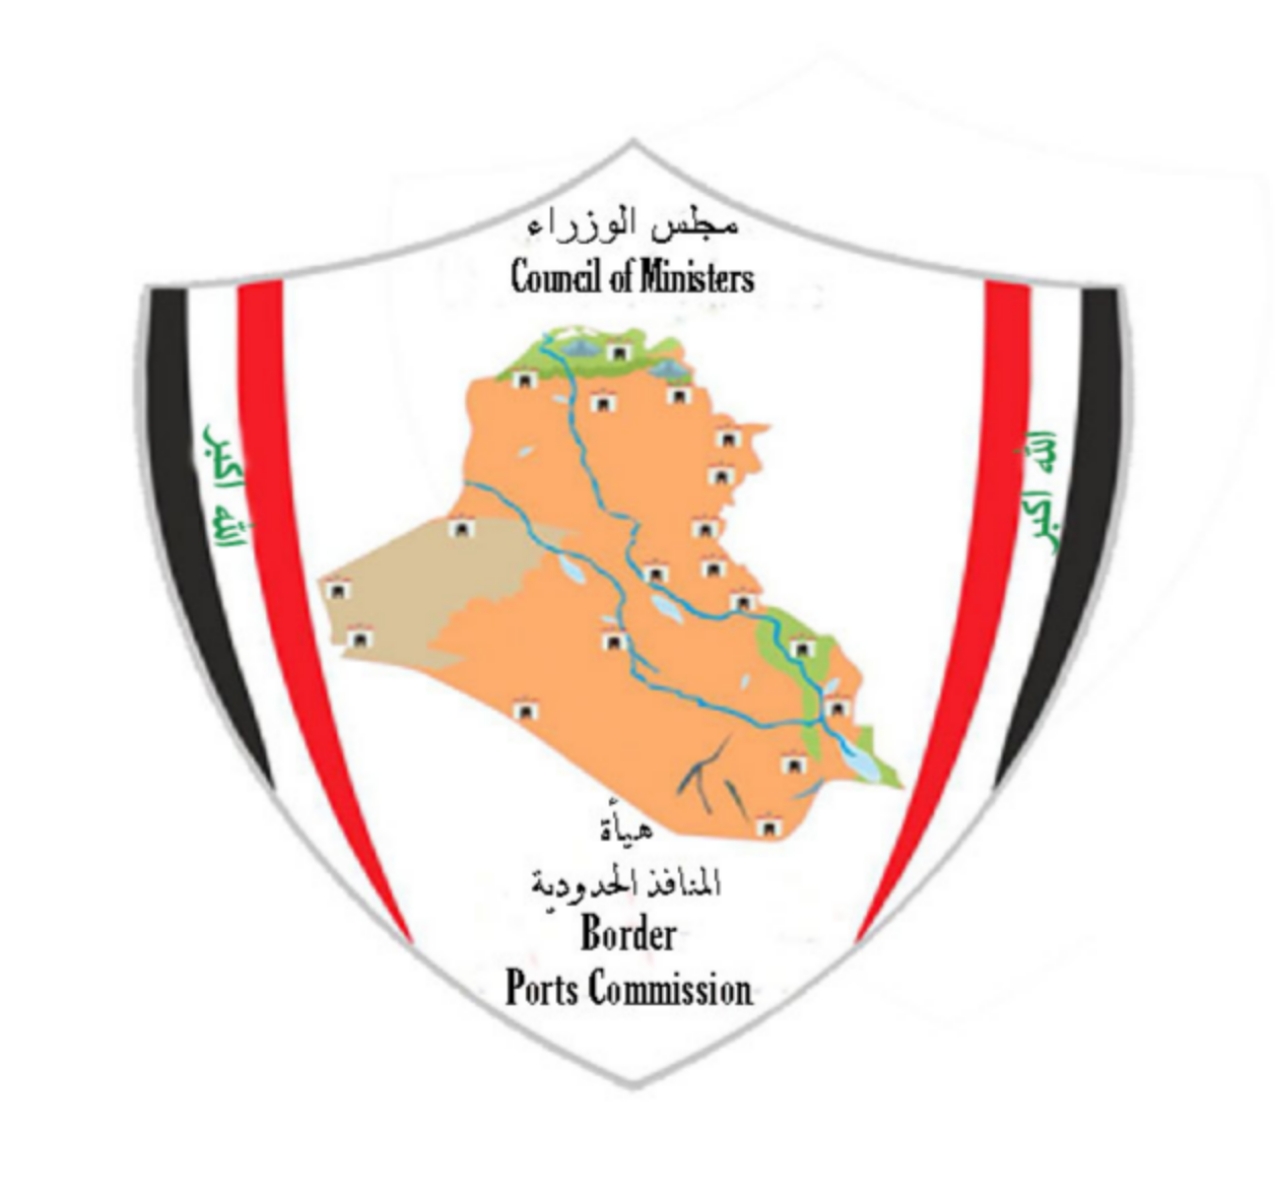 مجلس الوزراء
Council of Ministers
الله اكبر
الله اكبر
هيأة
المنافذ الحدودية
Border
Ports Commission